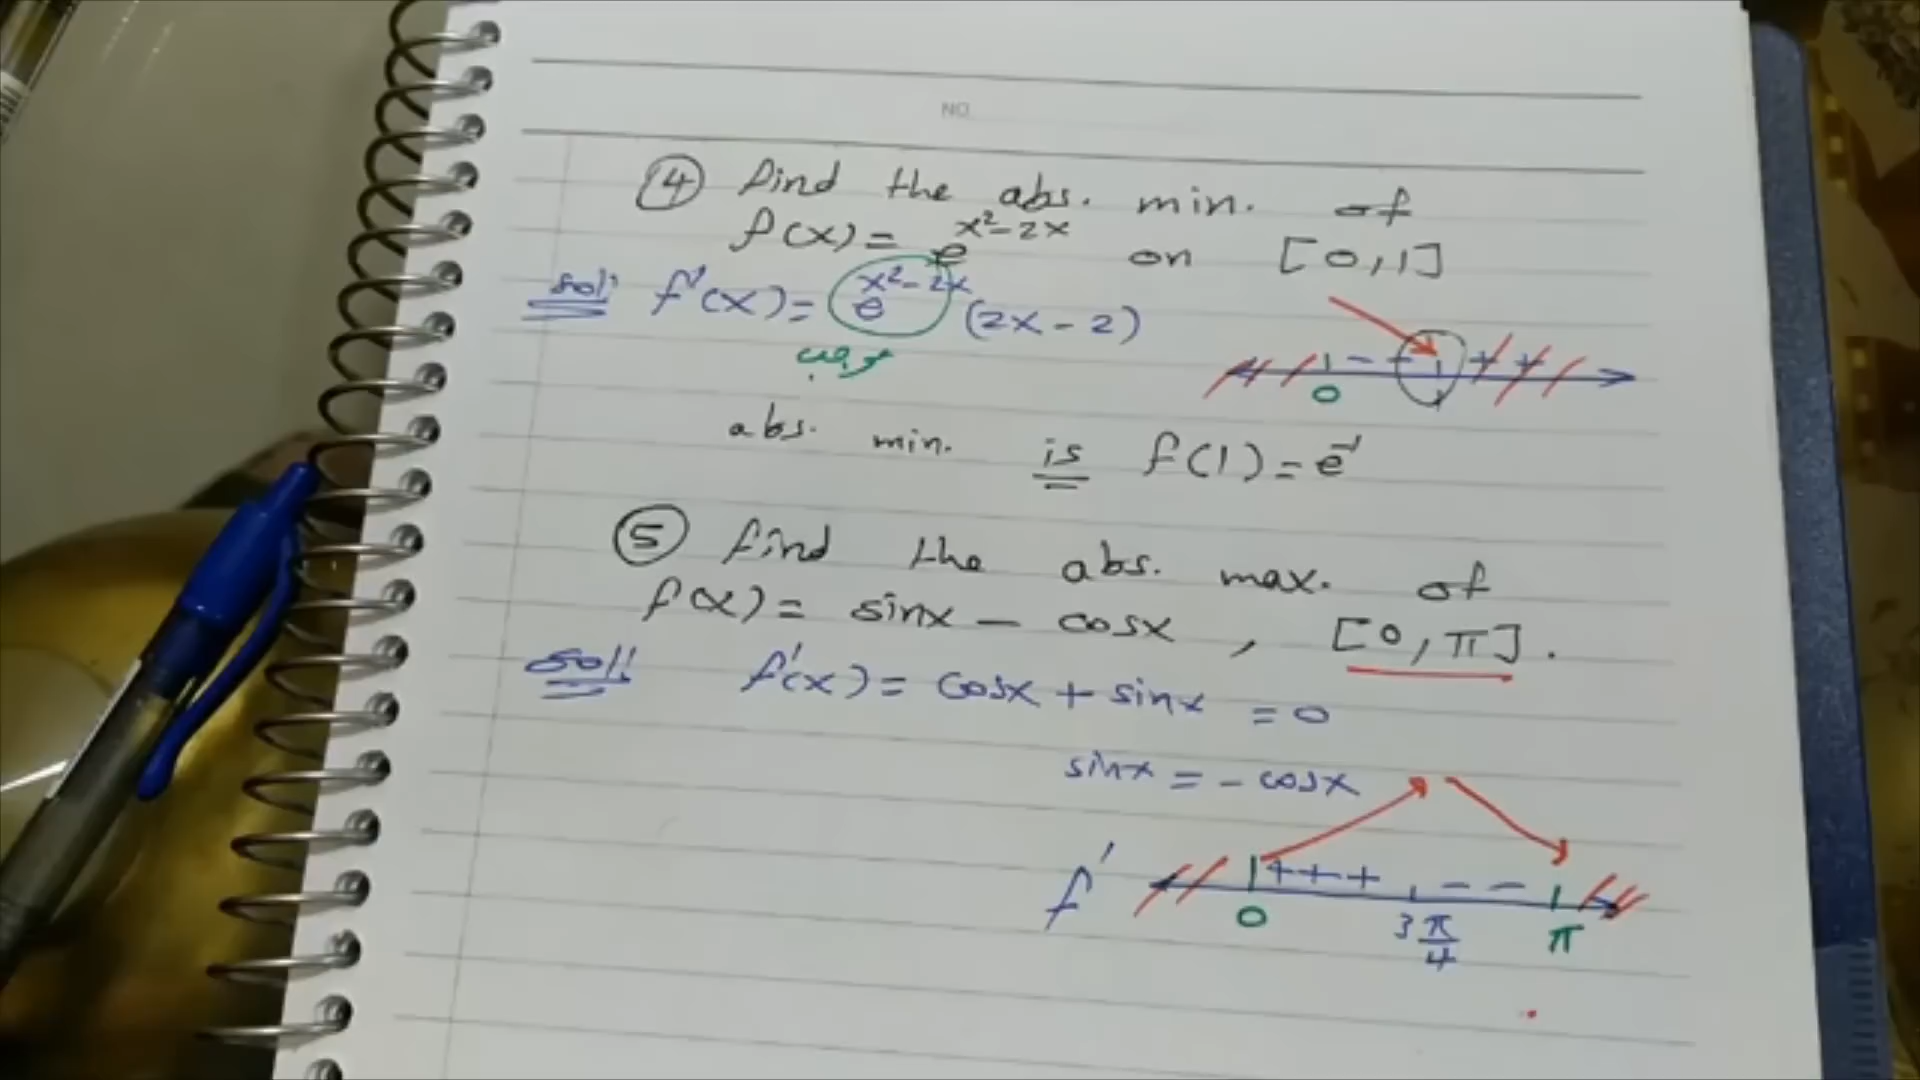 NO
④ find the abs. min. of
f(x) = e^{x²-2x} on [0,1]
sol: f'(x) = e^{x²-2x} (2x-2)
موجب
- - + +
0 1
abs. min. is f(1) = e⁻¹
⑤ find the abs. max. of
f(x) = sinx - cosx , [0,π].
sol: f'(x) = cosx + sinx = 0
sinx = - cosx
f' +++ - -
0 3π/4 π